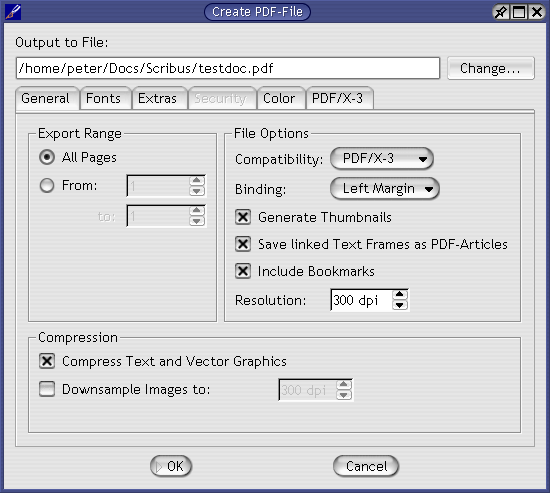 Create PDF-File
Output to File:
/home/peter/Docs/Scribus/testdoc.pdf Change...
General Fonts Extras Security Color PDF/X-3
Export Range
All Pages
From: 1
to: 1
File Options
Compatibility: PDF/X-3
Binding: Left Margin
Generate Thumbnails
Save linked Text Frames as PDF-Articles
Include Bookmarks
Resolution: 300 dpi
Compression
Compress Text and Vector Graphics
Downsample Images to: 300 dpi
OK Cancel